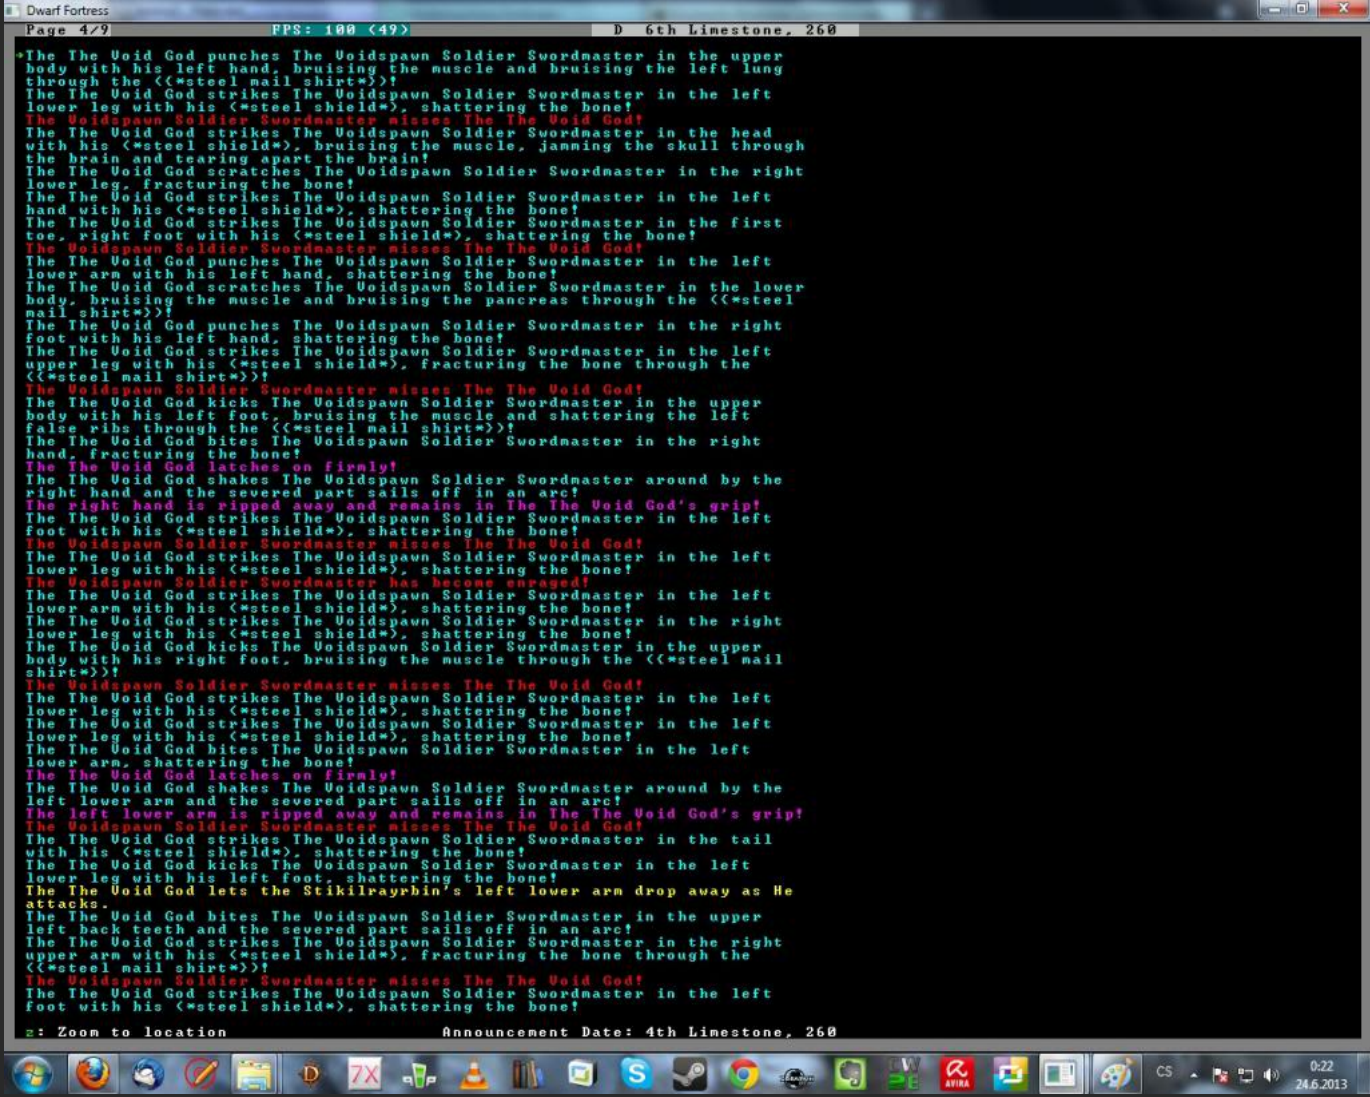 Dwarf Fortress
Page 4/9 FPS: 100 (49) D 6th Limestone, 260
The The Void God punches The Voidspawn Soldier Swordmaster in the upper
body with his left hand, bruising the muscle and bruising the left lung
through the <<*steel mail shirt*>>!
The The Void God strikes The Voidspawn Soldier Swordmaster in the left
lower leg with his <*steel shield*>, shattering the bone!
The Voidspawn Soldier Swordmaster misses The The Void God!
The The Void God strikes The Voidspawn Soldier Swordmaster in the head
with his <*steel shield*>, bruising the muscle, jamming the skull through
the brain and tearing apart the brain!
The The Void God scratches The Voidspawn Soldier Swordmaster in the right
lower leg, fracturing the bone!
The The Void God strikes The Voidspawn Soldier Swordmaster in the left
hand with his <*steel shield*>, shattering the bone!
The The Void God strikes The Voidspawn Soldier Swordmaster in the first
toe, right foot with his <*steel shield*>, shattering the bone!
The Voidspawn Soldier Swordmaster misses The The Void God!
The The Void God punches The Voidspawn Soldier Swordmaster in the left
lower arm with his left hand, shattering the bone!
The The Void God scratches The Voidspawn Soldier Swordmaster in the lower
body, bruising the muscle and bruising the pancreas through the <<*steel
mail shirt*>>!
The The Void God punches The Voidspawn Soldier Swordmaster in the right
foot with his left hand, shattering the bone!
The The Void God strikes The Voidspawn Soldier Swordmaster in the left
upper leg with his <*steel shield*>, fracturing the bone through the
<<*steel mail shirt*>>!
The Voidspawn Soldier Swordmaster misses The The Void God!
The The Void God kicks The Voidspawn Soldier Swordmaster in the upper
body with his left foot, bruising the muscle and shattering the left
false ribs through the <<*steel mail shirt*>>!
The The Void God bites The Voidspawn Soldier Swordmaster in the right
hand, fracturing the bone!
The The Void God latches on firmly!
The The Void God shakes The Voidspawn Soldier Swordmaster around by the
right hand and the severed part sails off in an arc!
The right hand is ripped away and remains in The The Void God's grip!
The The Void God strikes The Voidspawn Soldier Swordmaster in the left
foot with his <*steel shield*>, shattering the bone!
The Voidspawn Soldier Swordmaster misses The The Void God!
The The Void God strikes The Voidspawn Soldier Swordmaster in the left
lower leg with his <*steel shield*>, shattering the bone!
The Voidspawn Soldier Swordmaster has become enraged!
The The Void God strikes The Voidspawn Soldier Swordmaster in the left
lower arm with his <*steel shield*>, shattering the bone!
The The Void God strikes The Voidspawn Soldier Swordmaster in the right
lower leg with his <*steel shield*>, shattering the bone!
The The Void God kicks The Voidspawn Soldier Swordmaster in the upper
body with his right foot, bruising the muscle through the <<*steel mail
shirt*>>!
The Voidspawn Soldier Swordmaster misses The The Void God!
The The Void God strikes The Voidspawn Soldier Swordmaster in the left
lower leg with his <*steel shield*>, shattering the bone!
The The Void God strikes The Voidspawn Soldier Swordmaster in the left
lower leg with his <*steel shield*>, shattering the bone!
The The Void God bites The Voidspawn Soldier Swordmaster in the left
lower arm, shattering the bone!
The The Void God latches on firmly!
The The Void God shakes The Voidspawn Soldier Swordmaster around by the
left lower arm and the severed part sails off in an arc!
The left lower arm is ripped away and remains in The The Void God's grip!
The Voidspawn Soldier Swordmaster misses The The Void God!
The The Void God strikes The Voidspawn Soldier Swordmaster in the tail
with his <*steel shield*>, shattering the bone!
The The Void God kicks The Voidspawn Soldier Swordmaster in the left
lower leg with his left foot, shattering the bone!
The The Void God lets the Stikilrayrbin's left lower arm drop away as He
attacks.
The The Void God bites The Voidspawn Soldier Swordmaster in the upper
left back teeth and the severed part sails off in an arc!
The The Void God strikes The Voidspawn Soldier Swordmaster in the right
upper arm with his <*steel shield*>, fracturing the bone through the
<<*steel mail shirt*>>!
The Voidspawn Soldier Swordmaster misses The The Void God!
The The Void God strikes The Voidspawn Soldier Swordmaster in the left
foot with his <*steel shield*>, shattering the bone!
z: Zoom to location Announcement Date: 4th Limestone, 260
7X
AVIRA
CS
0:22
24.6.2013